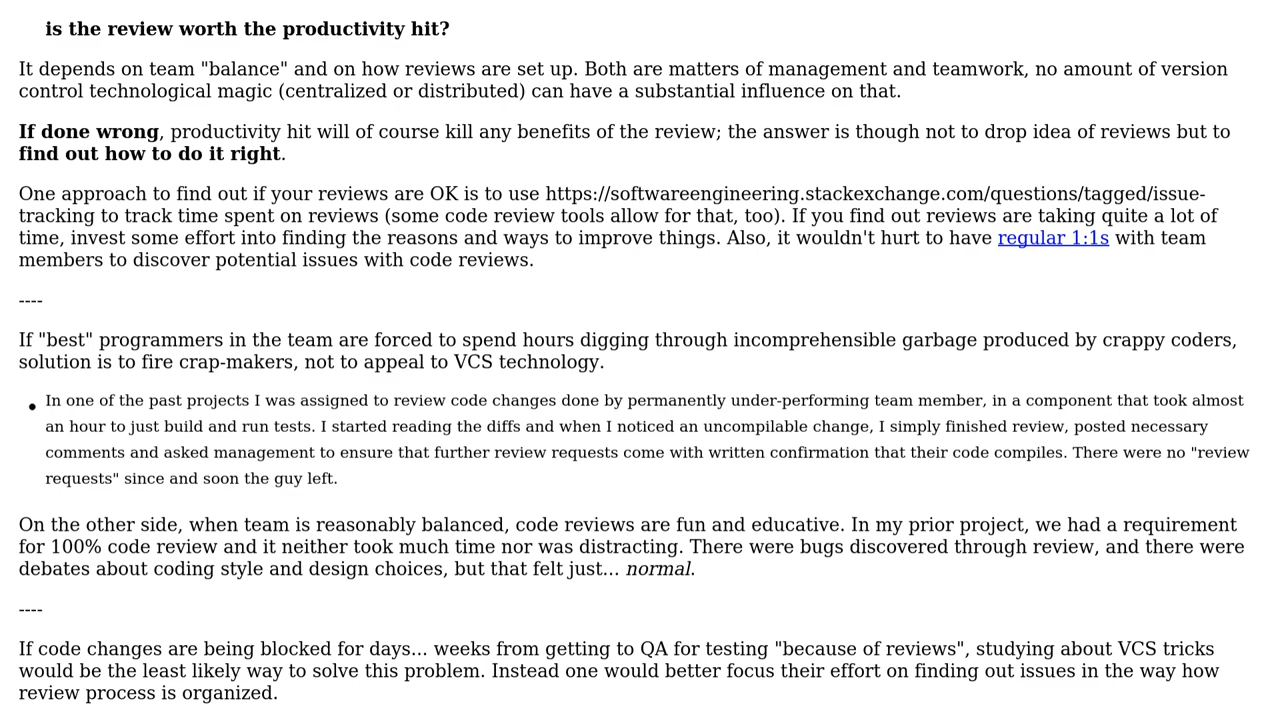 is the review worth the productivity hit?
It depends on team "balance" and on how reviews are set up. Both are matters of management and teamwork, no amount of version
control technological magic (centralized or distributed) can have a substantial influence on that.
If done wrong, productivity hit will of course kill any benefits of the review; the answer is though not to drop idea of reviews but to
find out how to do it right.
One approach to find out if your reviews are OK is to use https://softwareengineering.stackexchange.com/questions/tagged/issue-
tracking to track time spent on reviews (some code review tools allow for that, too). If you find out reviews are taking quite a lot of
time, invest some effort into finding the reasons and ways to improve things. Also, it wouldn't hurt to have regular 1:1s with team
members to discover potential issues with code reviews.
----
If "best" programmers in the team are forced to spend hours digging through incomprehensible garbage produced by crappy coders,
solution is to fire crap-makers, not to appeal to VCS technology.
• In one of the past projects I was assigned to review code changes done by permanently under-performing team member, in a component that took almost
an hour to just build and run tests. I started reading the diffs and when I noticed an uncompilable change, I simply finished review, posted necessary
comments and asked management to ensure that further review requests come with written confirmation that their code compiles. There were no "review
requests" since and soon the guy left.
On the other side, when team is reasonably balanced, code reviews are fun and educative. In my prior project, we had a requirement
for 100% code review and it neither took much time nor was distracting. There were bugs discovered through review, and there were
debates about coding style and design choices, but that felt just... normal.
----
If code changes are being blocked for days... weeks from getting to QA for testing "because of reviews", studying about VCS tricks
would be the least likely way to solve this problem. Instead one would better focus their effort on finding out issues in the way how
review process is organized.